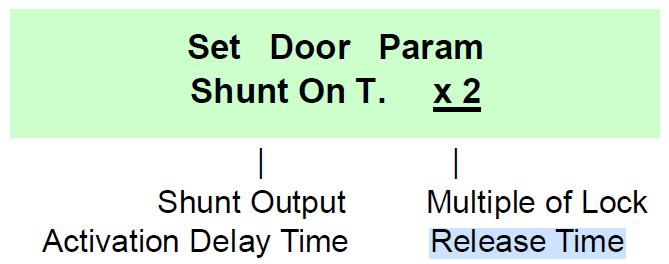 Set Door Param
Shunt On T. x 2
| |
Shunt Output Multiple of Lock
Activation Delay Time Release Time